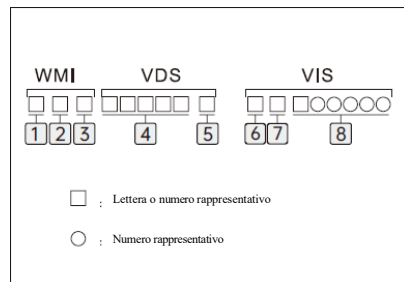 WMI VDS VIS
1 2 3 4 5 6 7 8
□ : Lettera o numero rappresentativo
○ : Numero rappresentativo